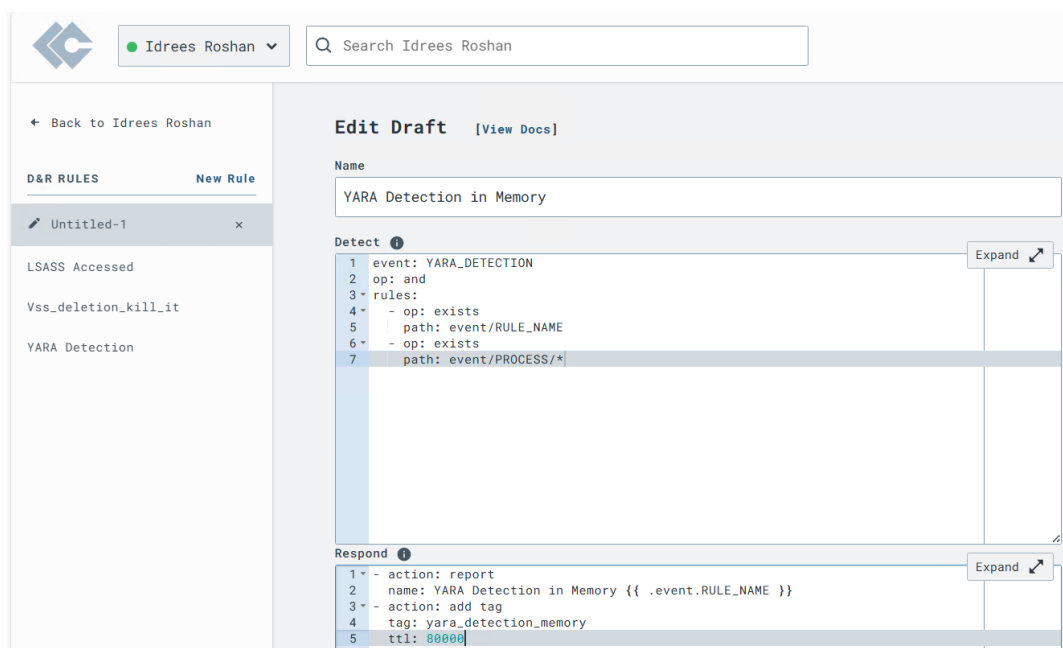 Idrees Roshan
Search Idrees Roshan
Back to Idrees Roshan
D&R RULES
New Rule
Untitled-1
LSASS Accessed
Vss_deletion_kill_it
YARA Detection
Edit Draft [View Docs]
Name
YARA Detection in Memory
Detect
Expand
1 event: YARA_DETECTION
2 op: and
3 rules:
4 - op: exists
5 path: event/RULE_NAME
6 - op: exists
7 path: event/PROCESS/*
Respond
Expand
1 - action: report
2 name: YARA Detection in Memory {{ .event.RULE_NAME }}
3 - action: add tag
4 tag: yara_detection_memory
5 ttl: 80000